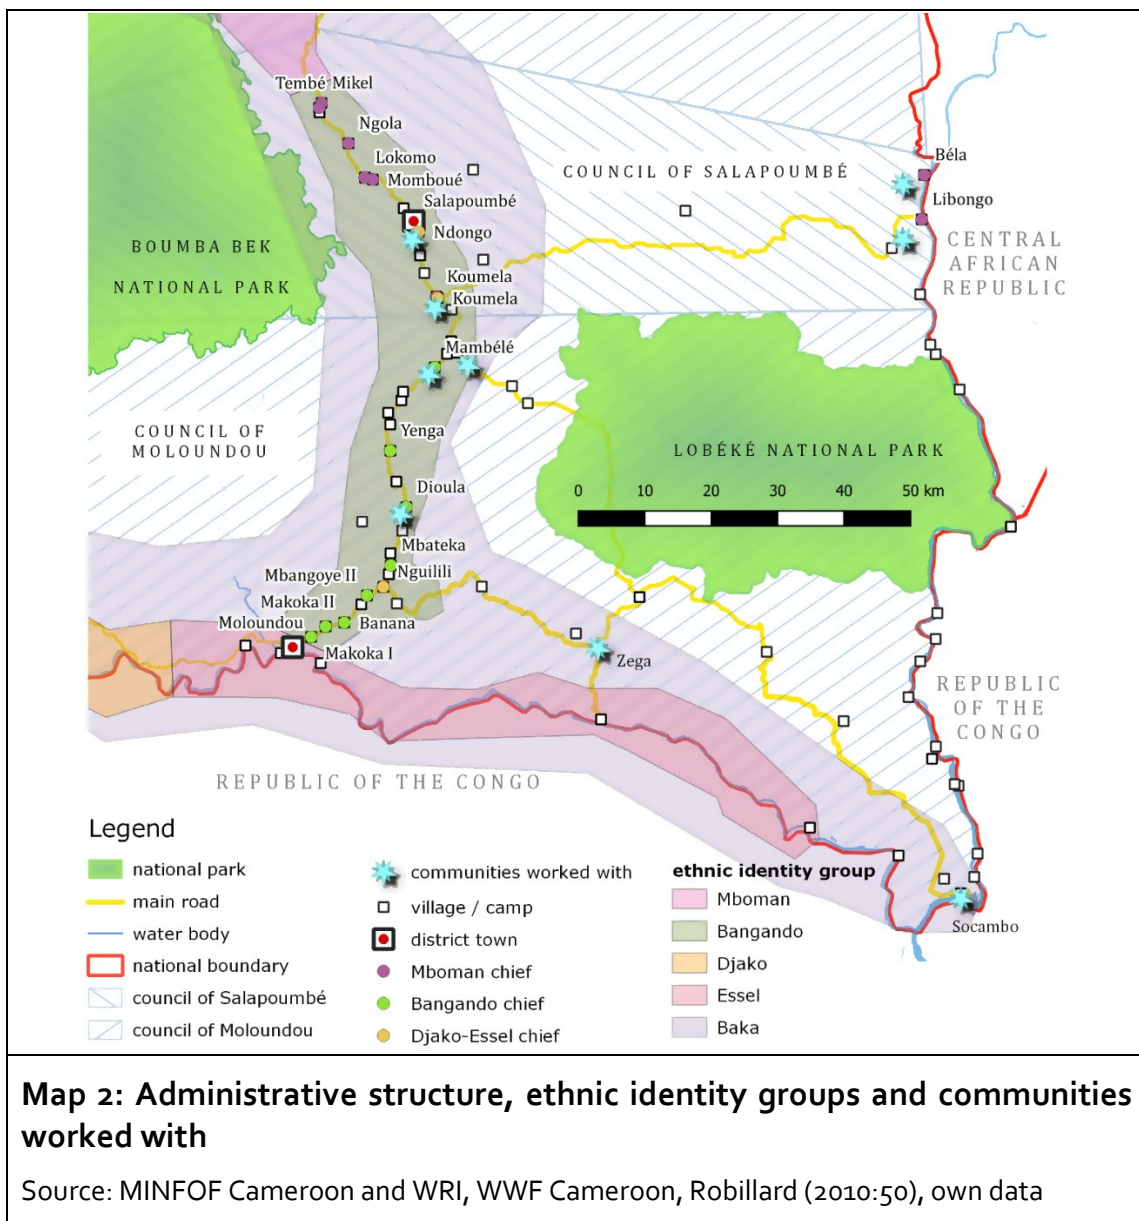 Tembé Mikel
Ngola
Lokomo
Momboué
Salapoumbé
Ndongo
Koumela
Koumela
Mambélé
Yenga
Dioula
Mbateka
Mbangoye II
Nguilili
Makoka II
Moloundou
Banana
Makoka I
Zega
Socambo
Béla
Libongo
COUNCIL OF SALAPOUMBÉ
CENTRAL
AFRICAN
REPUBLIC
BOUMBA BEK
NATIONAL PARK
COUNCIL OF
MOLOUNDOU
LOBÉKÉ NATIONAL PARK
0 10 20 30 40 50 km
REPUBLIC
OF THE
CONGO
REPUBLIC OF THE CONGO
Legend
national park
main road
water body
national boundary
council of Salapoumbé
council of Moloundou
communities worked with
village / camp
district town
Mboman chief
Bangando chief
Djako-Essel chief
ethnic identity group
Mboman
Bangando
Djako
Essel
Baka
Map 2: Administrative structure, ethnic identity groups and communities
worked with
Source: MINFOF Cameroon and WRI, WWF Cameroon, Robillard (2010:50), own data